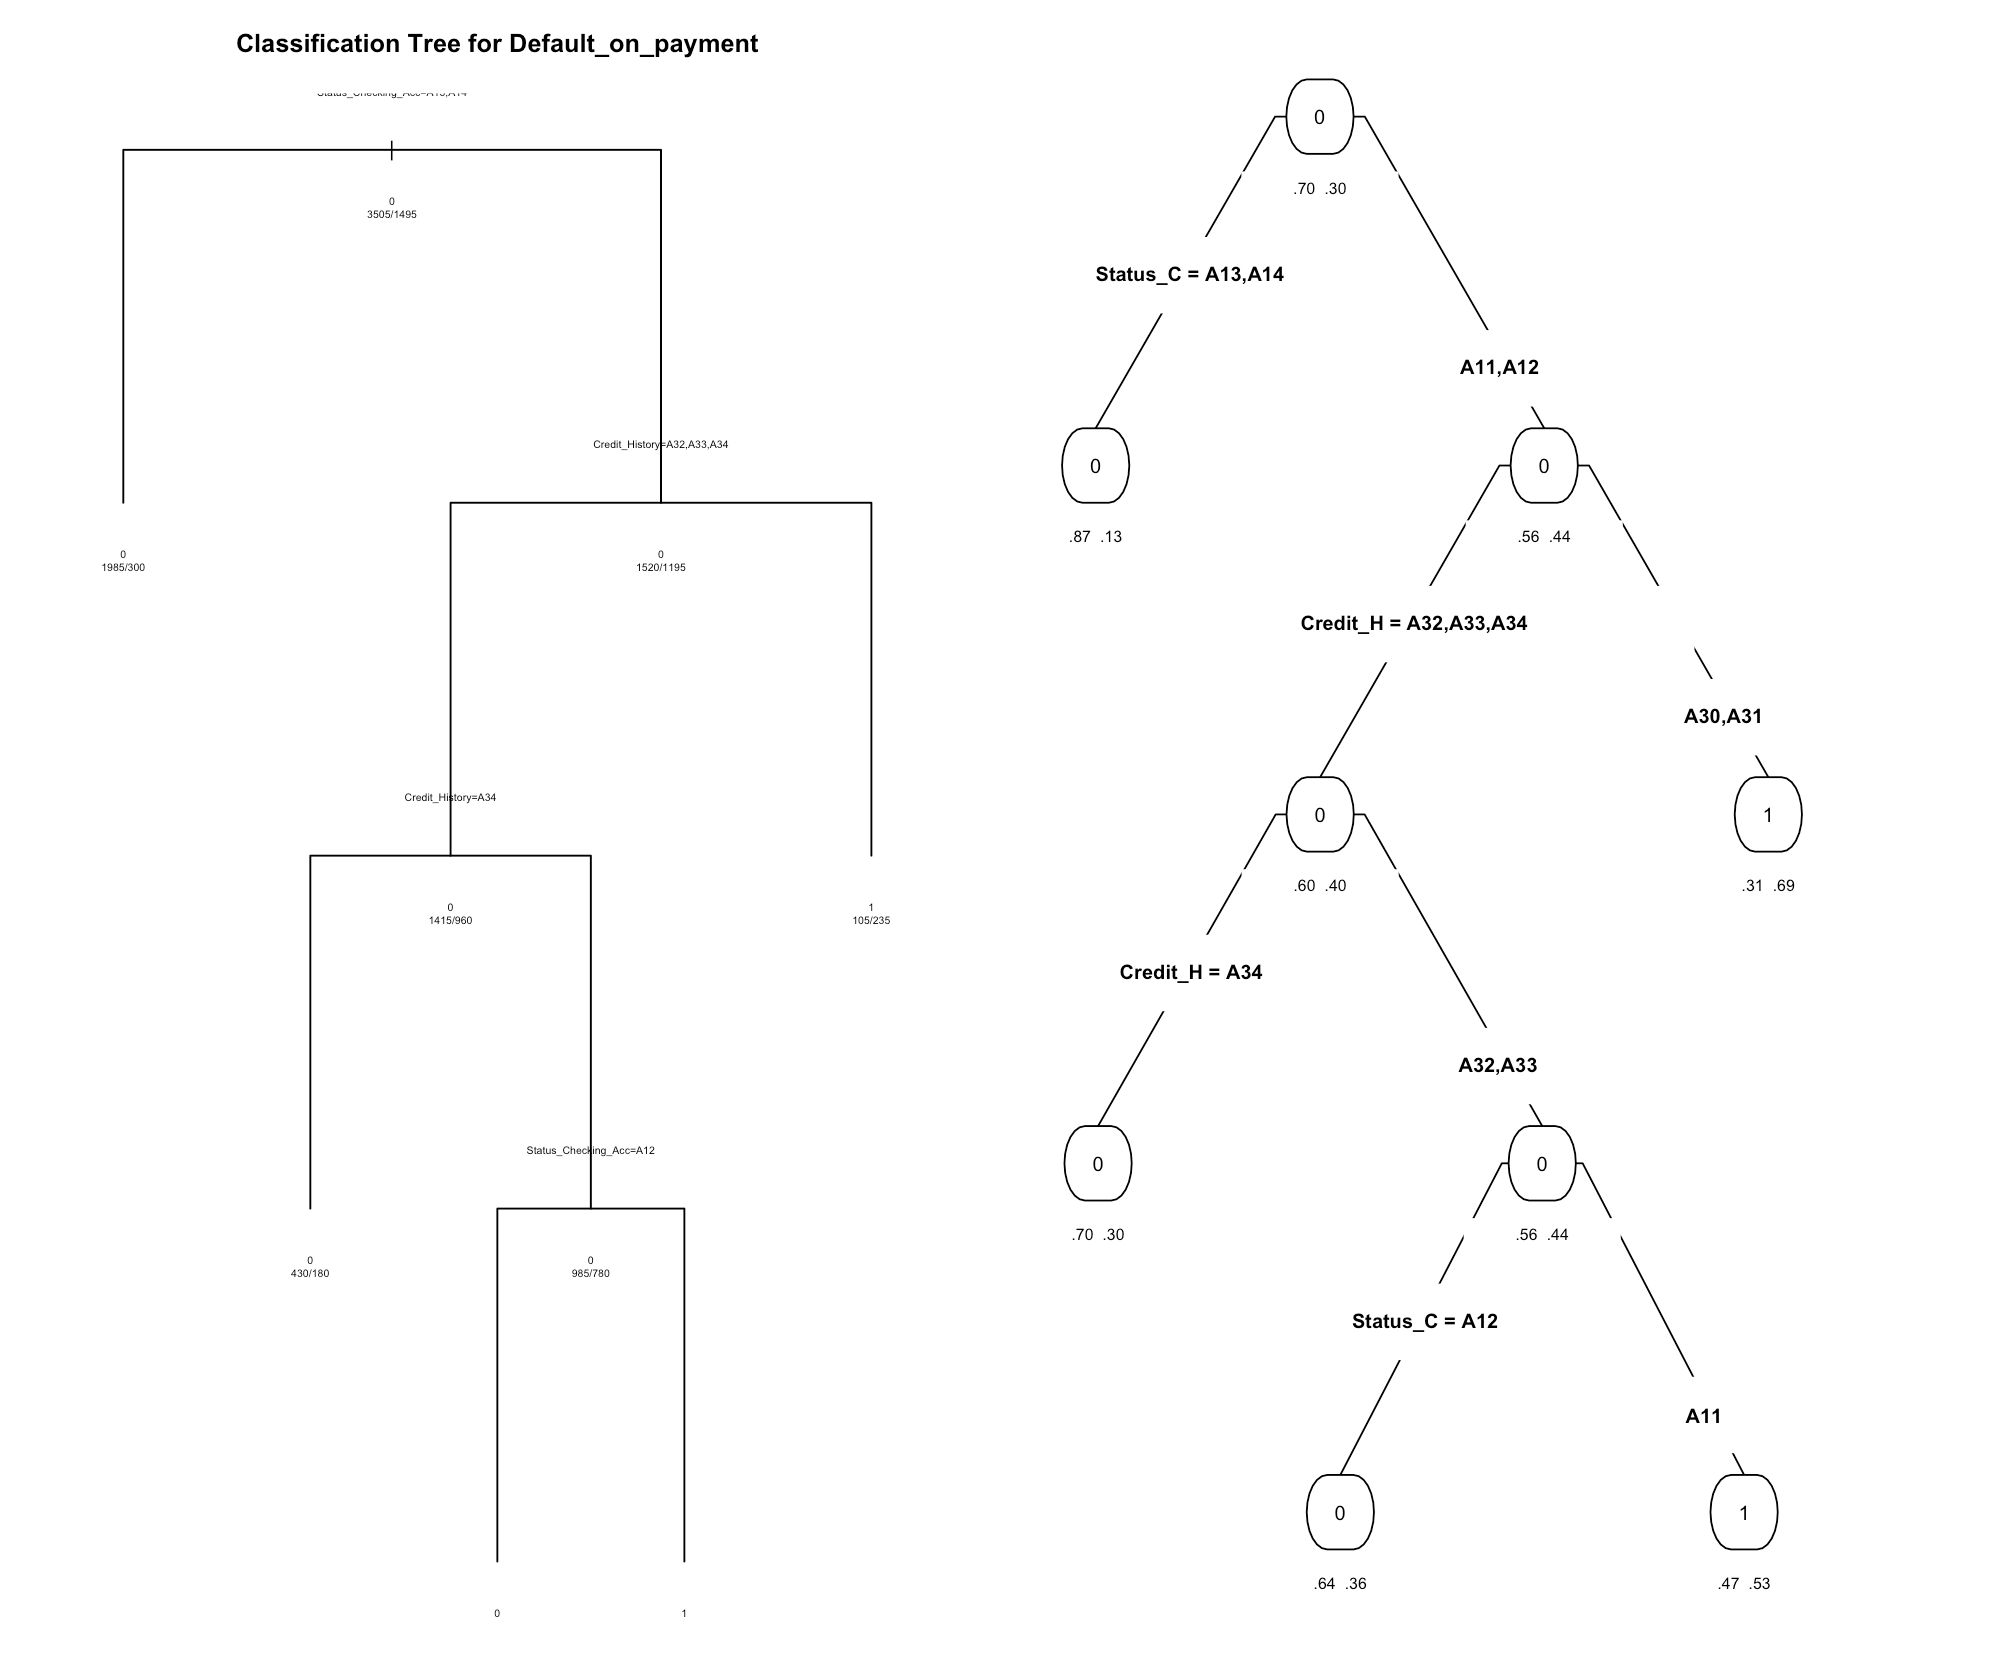 Classification Tree for Default_on_payment
Status_Checking_Acc=A13,A14
0
3505/1495
Credit_History=A32,A33,A34
0
1985/300
0
1520/1195
Credit_History=A34
0
1415/960
1
105/235
Status_Checking_Acc=A12
0
430/180
0
985/780
0
1
0
.70 .30
Status_C = A13,A14
A11,A12
0
.87 .13
0
.56 .44
Credit_H = A32,A33,A34
A30,A31
0
.60 .40
1
.31 .69
Credit_H = A34
A32,A33
0
.70 .30
0
.56 .44
Status_C = A12
A11
0
.64 .36
1
.47 .53